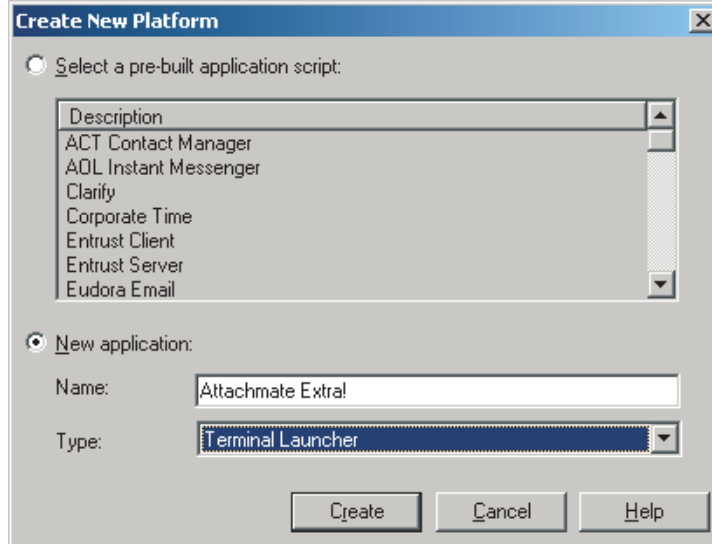 Create New Platform
Select a pre-built application script:
Description
ACT Contact Manager
AOL Instant Messenger
Clarify
Corporate Time
Entrust Client
Entrust Server
Eudora Email
New application:
Name:
Attachmate Extra!
Type:
Terminal Launcher
Create
Cancel
Help